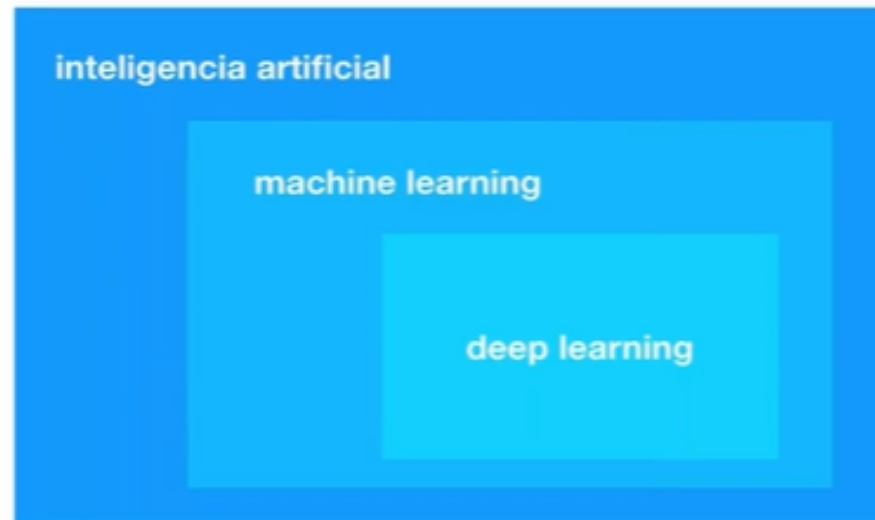 inteligencia artificial
machine learning
deep learning